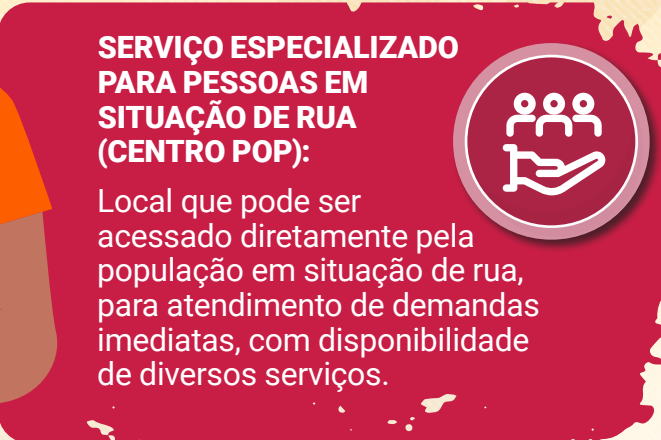 SERVIÇO ESPECIALIZADO
PARA PESSOAS EM
SITUAÇÃO DE RUA
(CENTRO POP):
Local que pode ser
acessado diretamente pela
população em situação de rua,
para atendimento de demandas
imediatas, com disponibilidade
de diversos serviços.